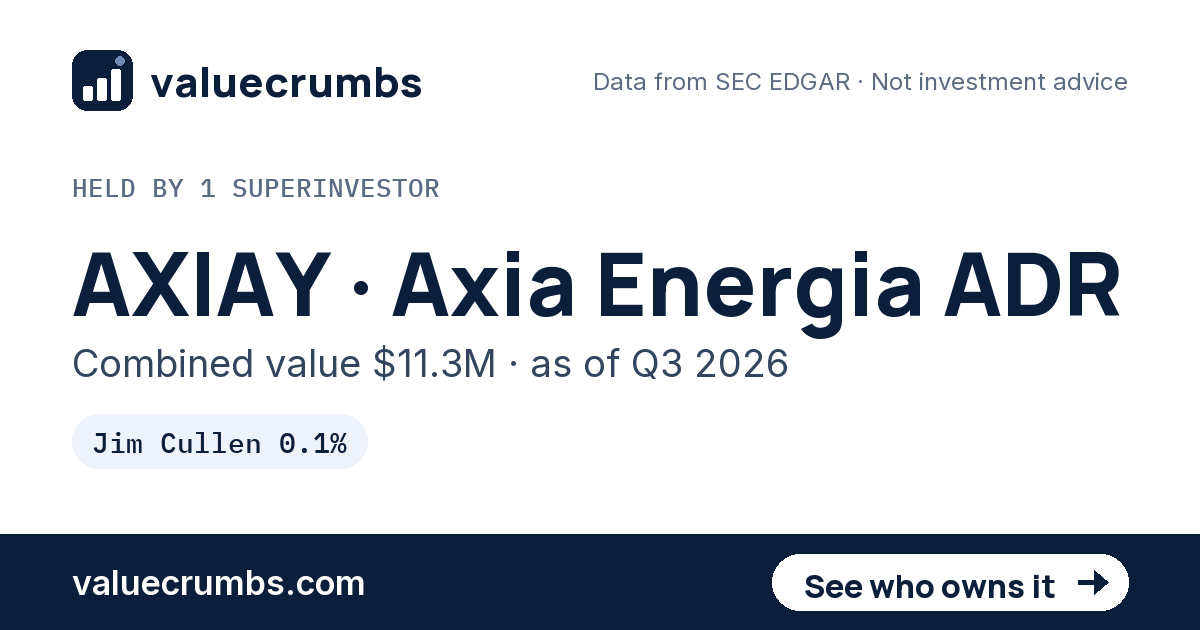 valuecrumbs
Data from SEC EDGAR · Not investment advice
HELD BY 1 SUPERINVESTOR
AXIAY · Axia Energia ADR
Combined value $11.3M · as of Q3 2026
Jim Cullen 0.1%
valuecrumbs.com
See who owns it →